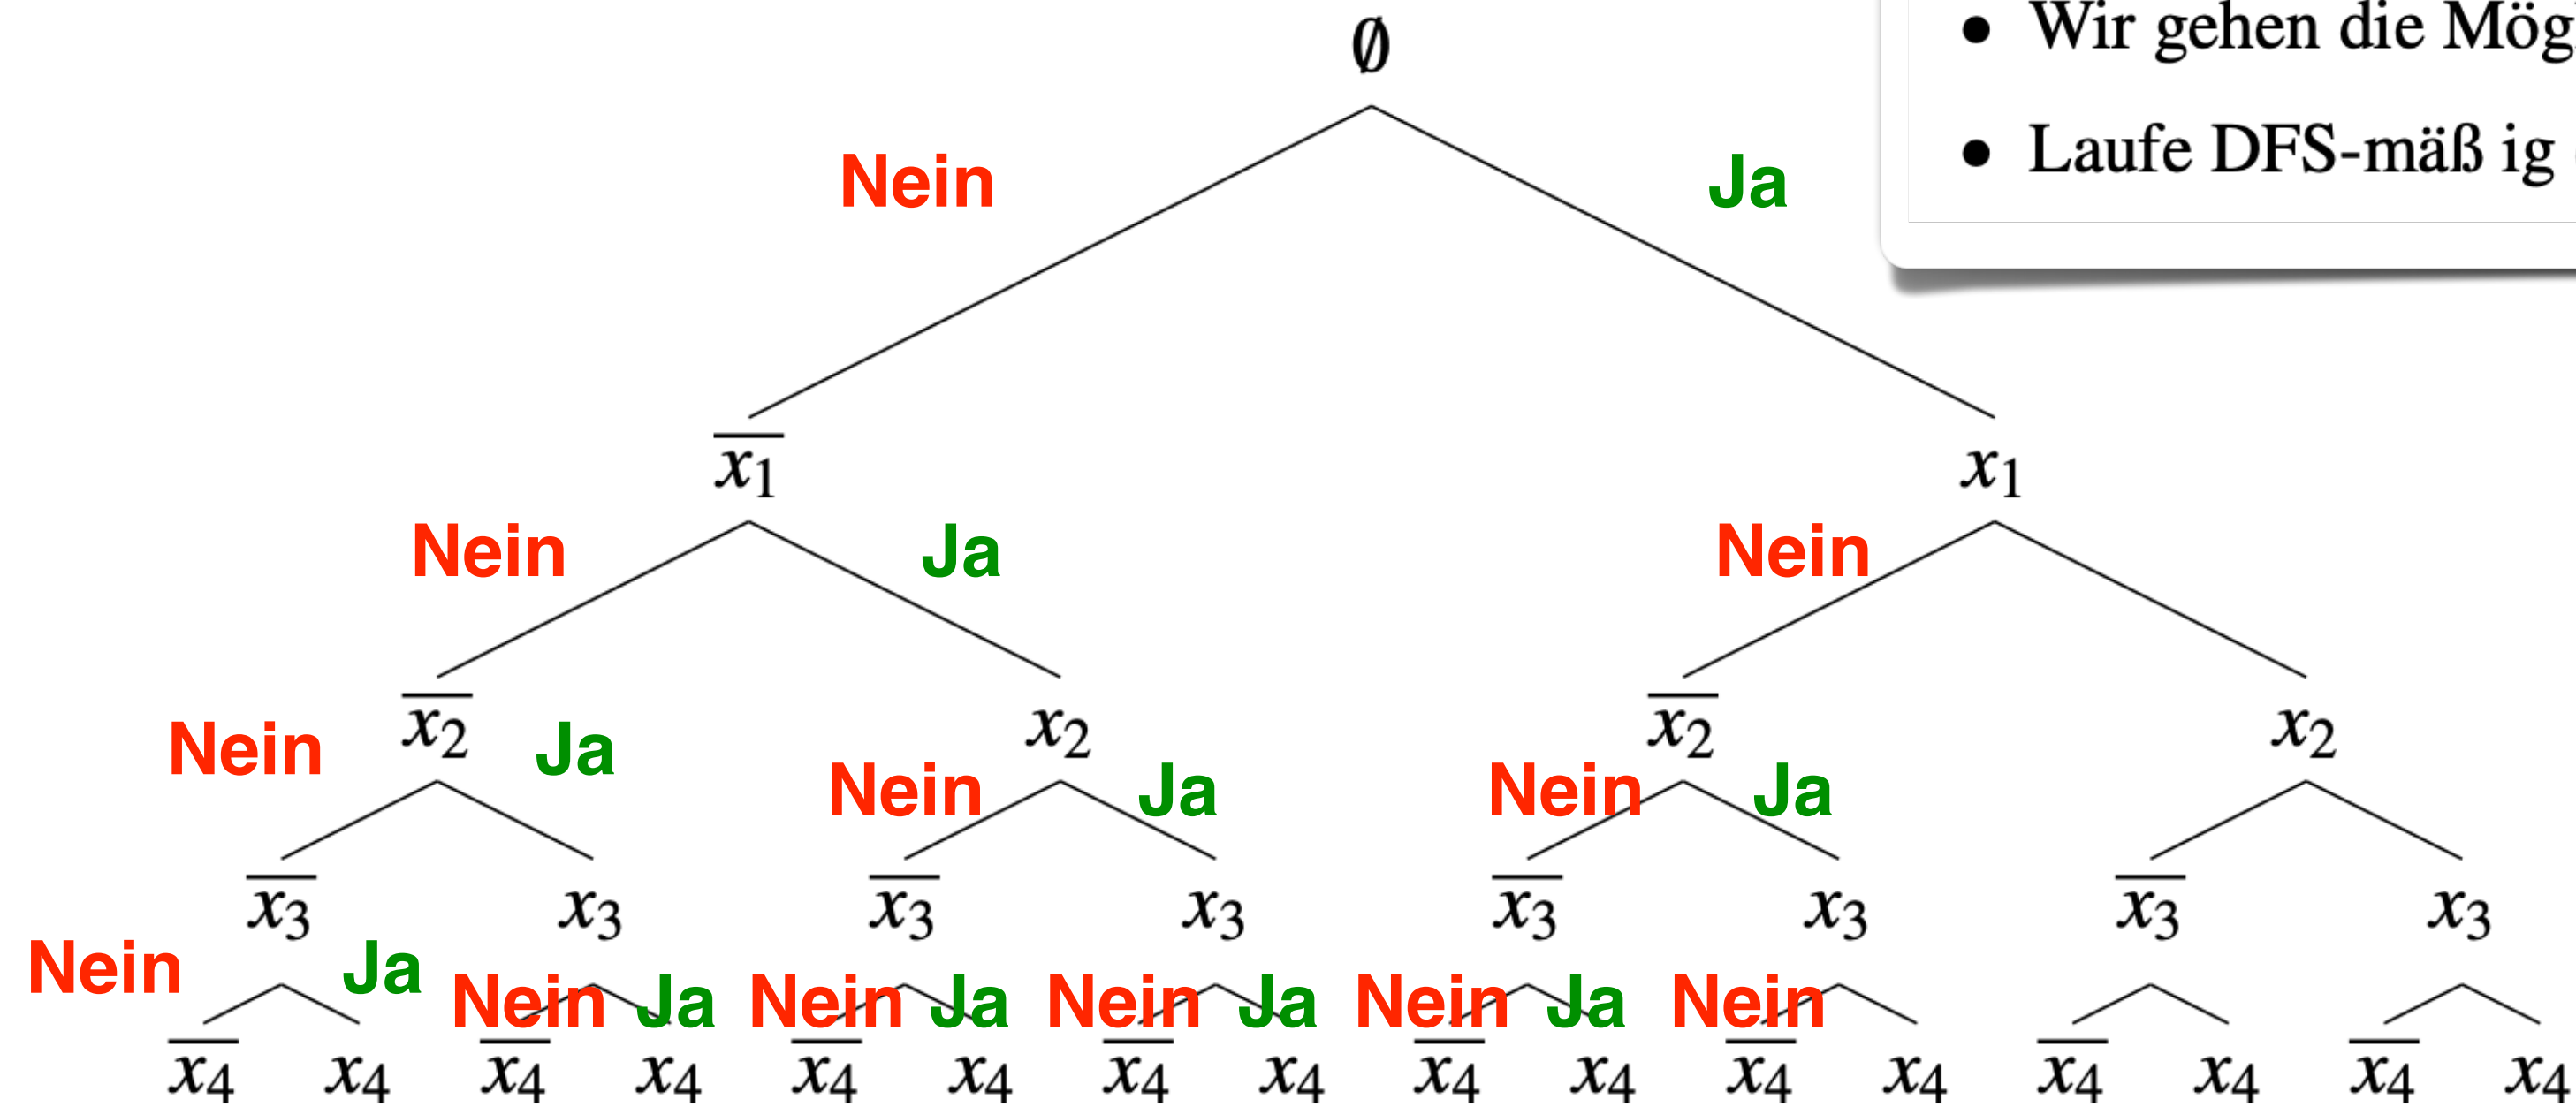 ∅
• Wir gehen die
• Laufe DFS-mäß ig
Nein Ja
x̅₁ x₁
Nein Ja Nein
x̅₂ x₂ x̅₂ x₂
Nein Ja Nein Ja Nein Ja
x̅₃ x₃ x̅₃ x₃ x̅₃ x₃ x̅₃ x₃
Nein Ja Nein Ja Nein Ja Nein Ja Nein Ja Nein
x̅₄ x₄ x̅₄ x₄ x̅₄ x₄ x̅₄ x₄ x̅₄ x₄ x̅₄ x₄ x̅₄ x₄ x̅₄ x₄